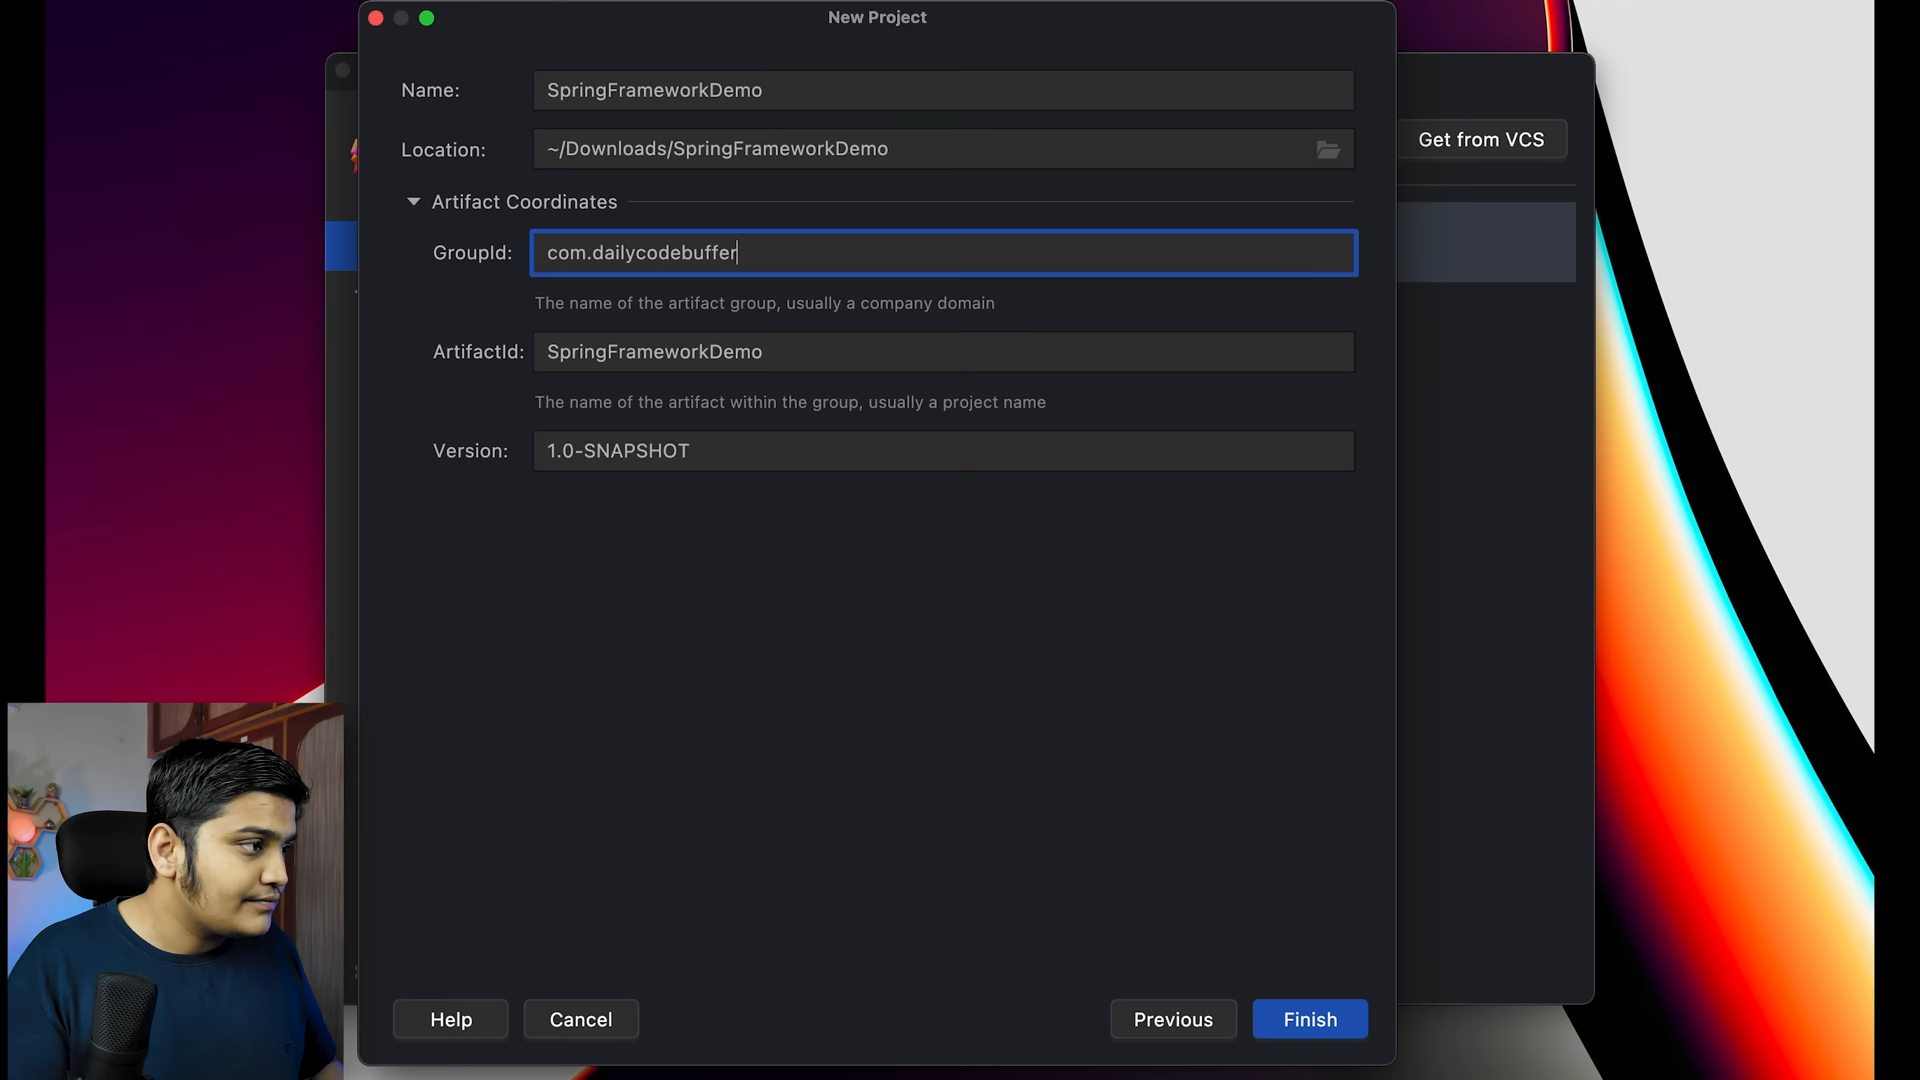 New Project
Name: SpringFrameworkDemo
Location: ~/Downloads/SpringFrameworkDemo
Get from VCS
Artifact Coordinates
GroupId: com.dailycodebuffer
The name of the artifact group, usually a company domain
ArtifactId: SpringFrameworkDemo
The name of the artifact within the group, usually a project name
Version: 1.0-SNAPSHOT
Help Cancel Previous Finish